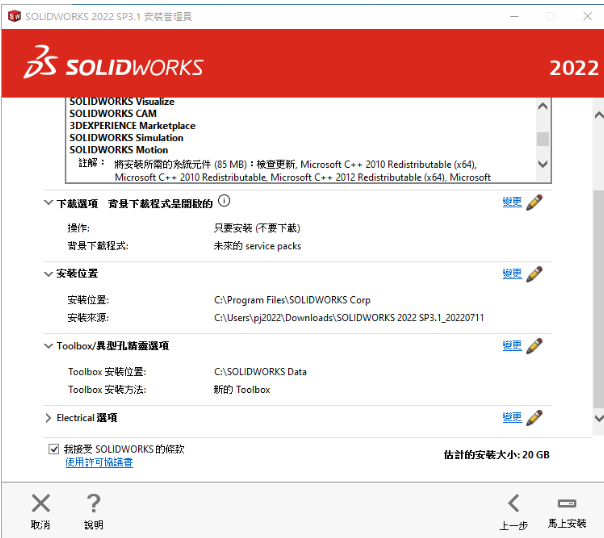 SOLIDWORKS 2022 SP3.1 安裝管理員
SOLIDWORKS
2022
SOLIDWORKS Visualize
SOLIDWORKS CAM
3DEXPERIENCE Marketplace
SOLIDWORKS Simulation
SOLIDWORKS Motion
註解： 將安裝所需的系統元件 (85 MB)：檢查更新, Microsoft C++ 2010 Redistributable (x64),
Microsoft C++ 2010 Redistributable, Microsoft C++ 2012 Redistributable (x64), Microsoft
下載選項 背景下載程式是開啟的 變更
操作: 只要安裝 (不要下載)
背景下載程式: 未來的 service packs
安裝位置 變更
安裝位置: C:\Program Files\SOLIDWORKS Corp
安裝來源: C:\Users\pj2022\Downloads\SOLIDWORKS 2022 SP3.1_20220711
Toolbox/異型孔精靈選項 變更
Toolbox 安裝位置: C:\SOLIDWORKS Data
Toolbox 安裝方法: 新的 Toolbox
Electrical 選項 變更
我接受 SOLIDWORKS 的條款
使用許可協議書
估計的安裝大小: 20 GB
取消 說明 上一步 馬上安裝